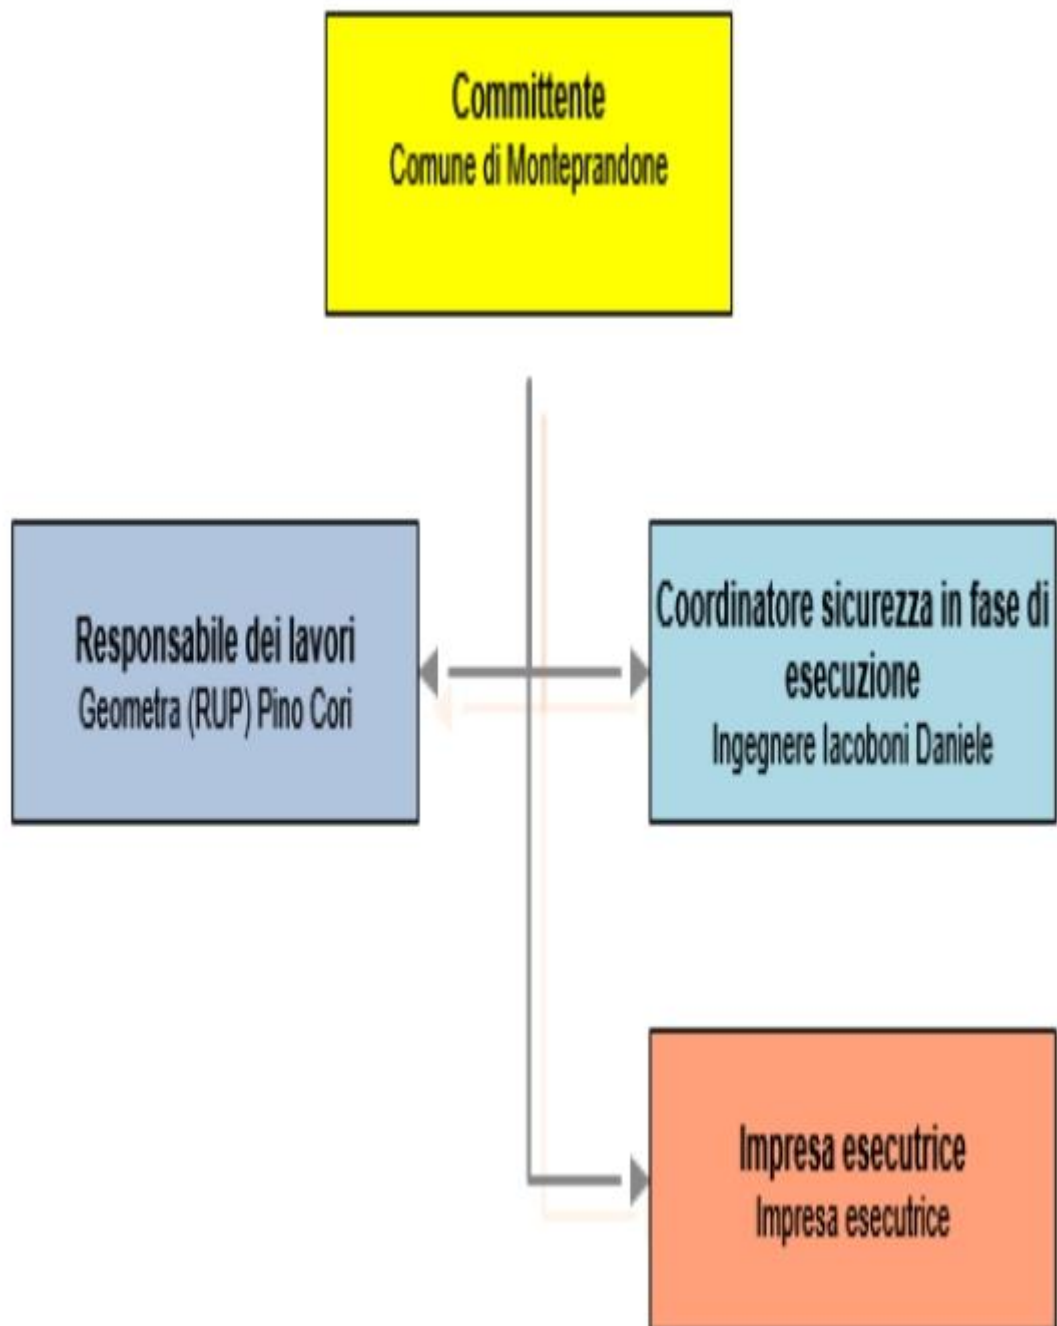 Committente
Comune di Monteprandone
Responsabile dei lavori
Geometra (RUP) Pino Cori
Coordinatore sicurezza in fase di
esecuzione
Ingegnere Iacoboni Daniele
Impresa esecutrice
Impresa esecutrice